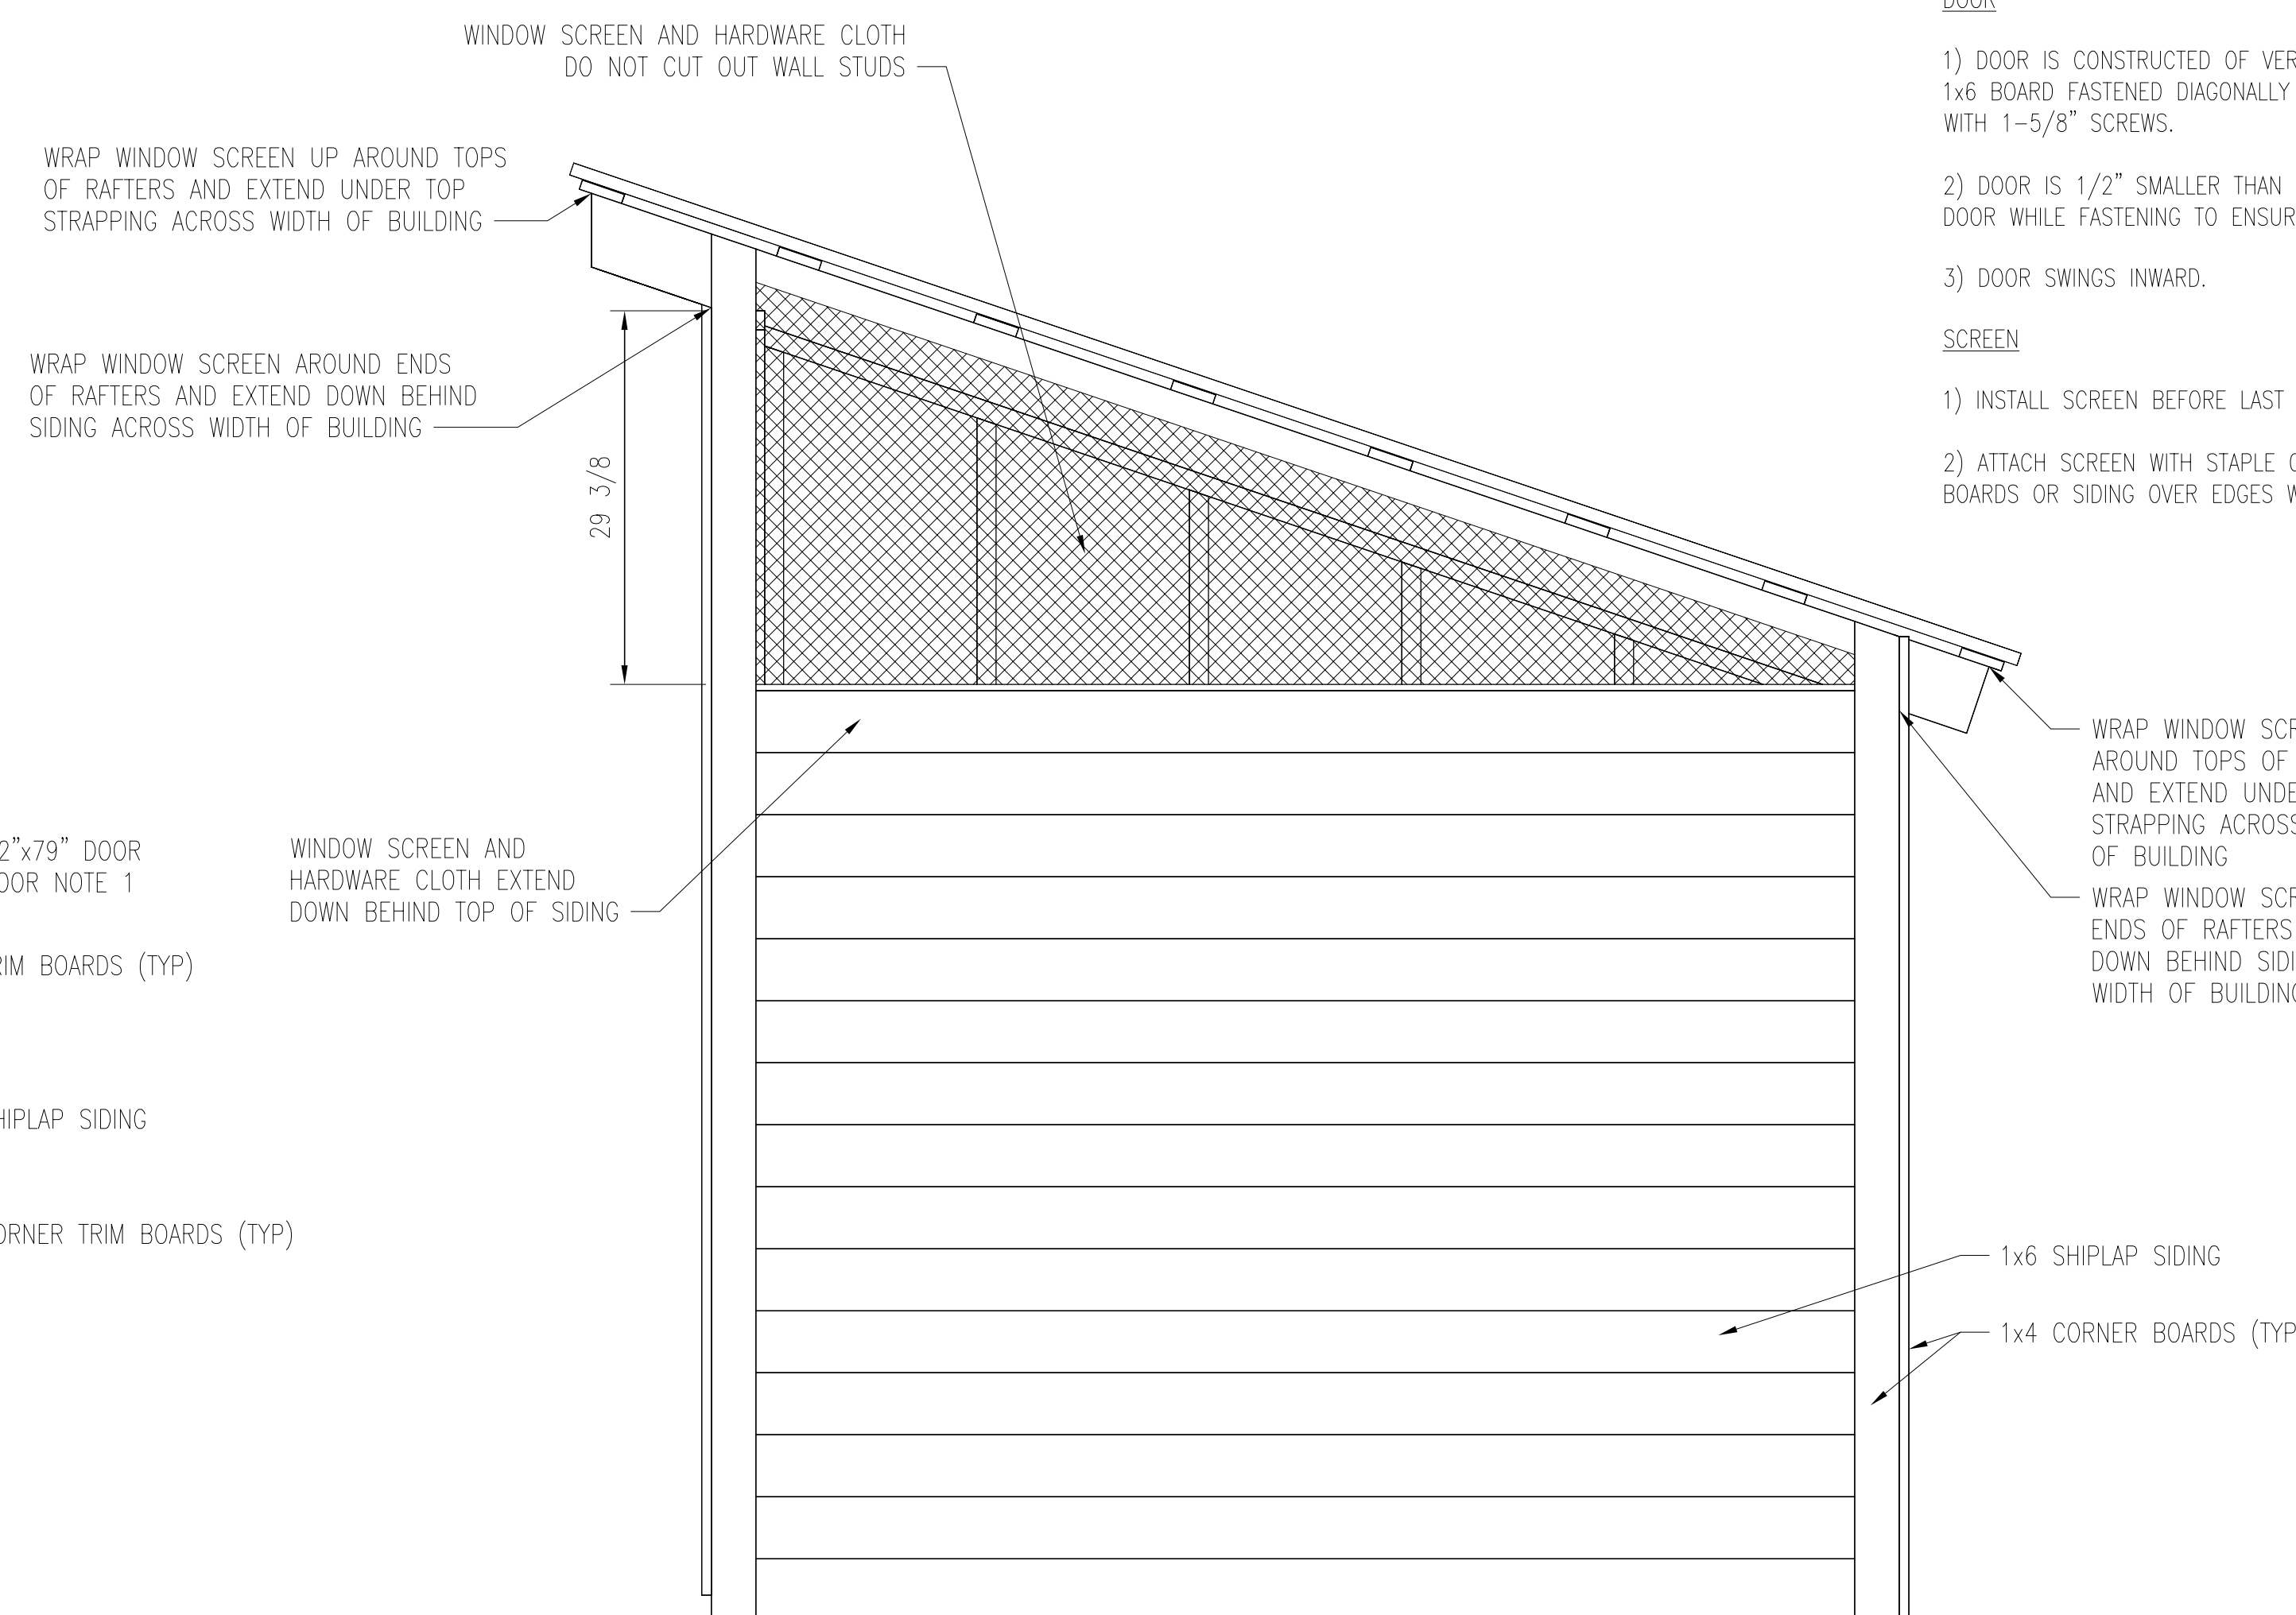 WINDOW SCREEN AND HARDWARE CLOTH
DO NOT CUT OUT WALL STUDS
WRAP WINDOW SCREEN UP AROUND TOPS
OF RAFTERS AND EXTEND UNDER TOP
STRAPPING ACROSS WIDTH OF BUILDING
WRAP WINDOW SCREEN AROUND ENDS
OF RAFTERS AND EXTEND DOWN BEHIND
SIDING ACROSS WIDTH OF BUILDING
29 3/8
2"x79" DOOR
OOR NOTE 1
RIM BOARDS (TYP)
HIPLAP SIDING
ORNER TRIM BOARDS (TYP)
WINDOW SCREEN AND
HARDWARE CLOTH EXTEND
DOWN BEHIND TOP OF SIDING
DOOR
1) DOOR IS CONSTRUCTED OF VER
1x6 BOARD FASTENED DIAGONALLY
WITH 1-5/8" SCREWS.
2) DOOR IS 1/2" SMALLER THAN
DOOR WHILE FASTENING TO ENSUR
3) DOOR SWINGS INWARD.
SCREEN
1) INSTALL SCREEN BEFORE LAST
2) ATTACH SCREEN WITH STAPLE
BOARDS OR SIDING OVER EDGES W
WRAP WINDOW SCR
AROUND TOPS OF
AND EXTEND UNDE
STRAPPING ACROSS
OF BUILDING
WRAP WINDOW SCR
ENDS OF RAFTERS
DOWN BEHIND SIDI
WIDTH OF BUILDING
1x6 SHIPLAP SIDING
1x4 CORNER BOARDS (TYP